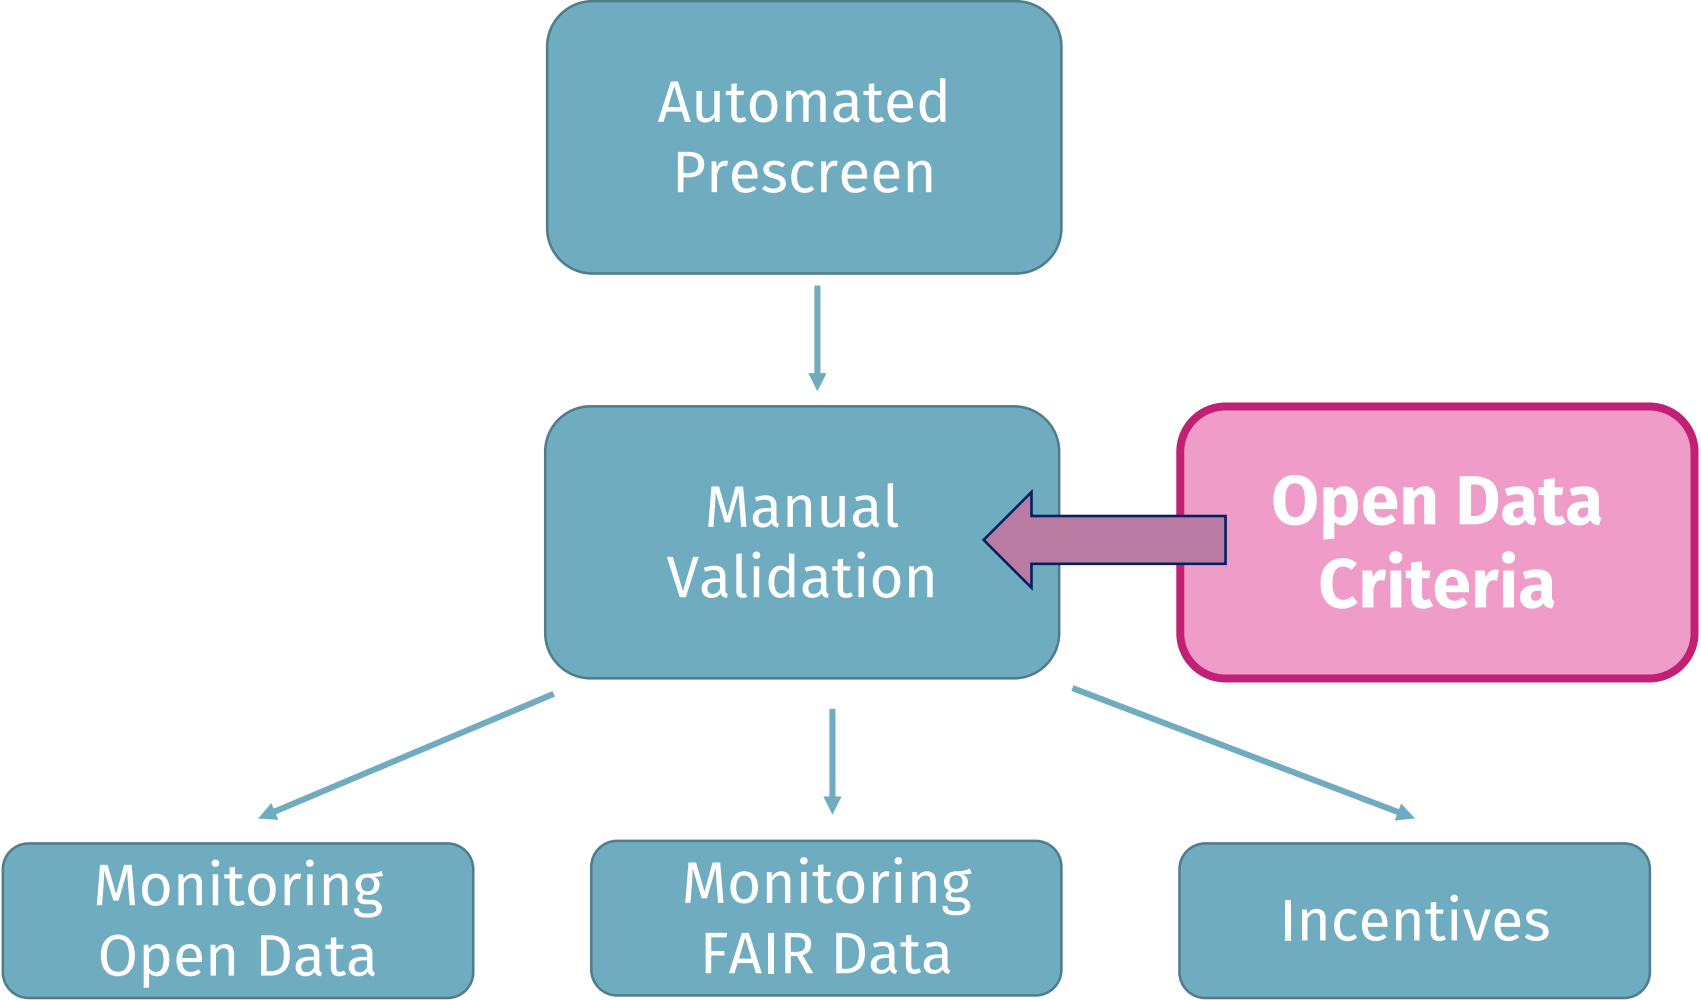 Automated
Prescreen
Manual
Validation
Open Data
Criteria
Monitoring
Open Data
Monitoring
FAIR Data
Incentives